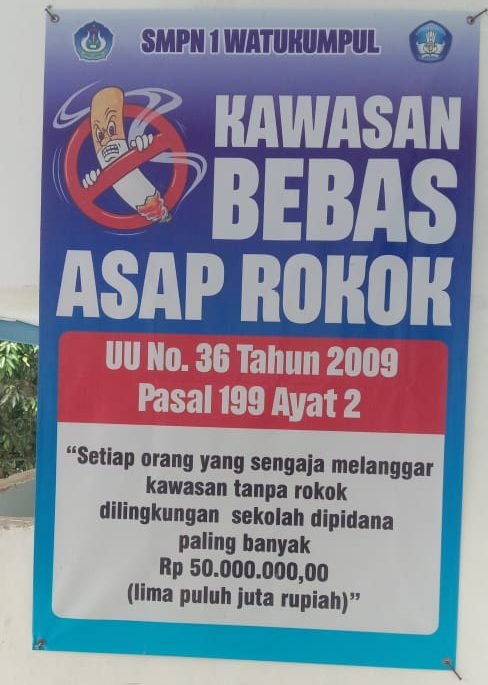 SMPN 1 WATUKUMPUL
KAWASAN
BEBAS
ASAP ROKOK
UU No. 36 Tahun 2009
Pasal 199 Ayat 2
“Setiap orang yang sengaja melanggar
kawasan tanpa rokok
dilingkungan sekolah dipidana
paling banyak
Rp 50.000.000,00
(lima puluh juta rupiah)”